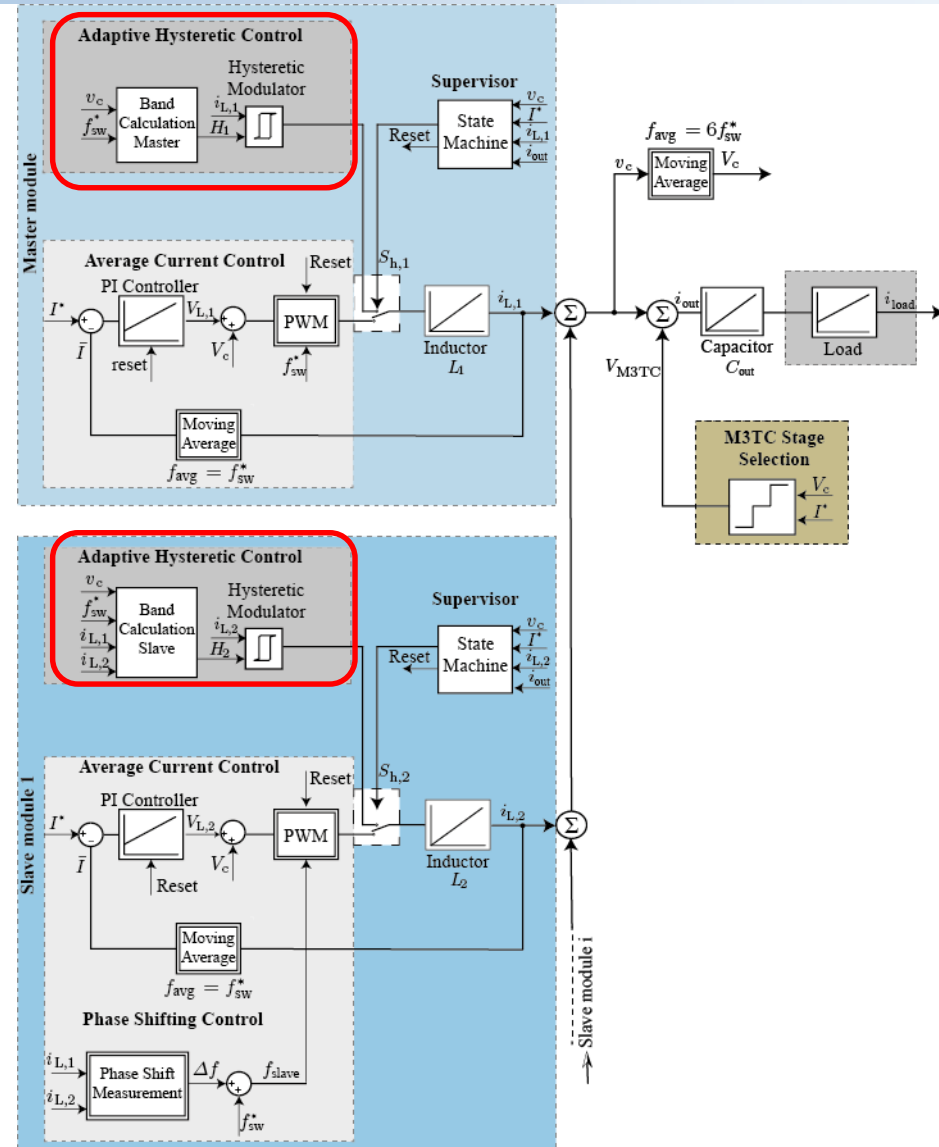 Adaptive Hysteretic Control
Hysteretic
Modulator
v_c
f*_sw
Band
Calculation
Master
i_L,1
H_1
Supervisor
State
Machine
Reset
v_c
I*
i_L,1
i_out
Master module
Average Current Control
Reset
S_h,1
PI Controller
I*
Ī
V_L,1
V_c
PWM
reset
f*_sw
Moving
Average
f_avg = f*_sw
Inductor
L_1
i_L,1
Σ
f_avg = 6f*_sw
v_c
Moving
Average
V_c
Σ
i_out
V_M3TC
Capacitor
C_out
Load
i_load
M3TC Stage
Selection
V_c
I*
Adaptive Hysteretic Control
Hysteretic
Modulator
v_c
f*_sw
i_L,1
i_L,2
Band
Calculation
Slave
i_L,2
H_2
Supervisor
State
Machine
Reset
v_c
I*
i_L,2
i_out
Slave module 1
Average Current Control
Reset
S_h,2
PI Controller
I*
Ī
V_L,2
V_c
PWM
Reset
Moving
Average
f_avg = f*_sw
Inductor
L_2
i_L,2
Σ
Slave module i
Phase Shifting Control
i_L,1
i_L,2
Phase Shift
Measurement
Δf
f_slave
f*_sw